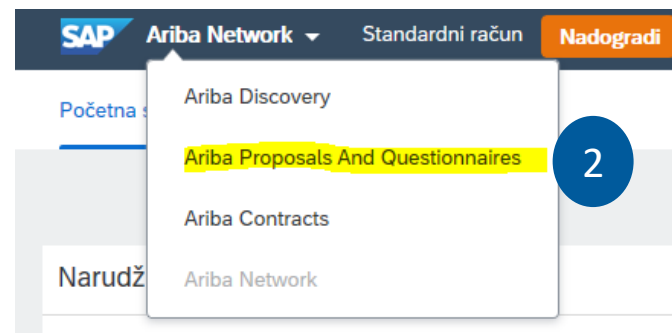 SAP Ariba Network Standardni račun Nadogradi
Početna s
Ariba Discovery
Ariba Proposals And Questionnaires
2
Ariba Contracts
Narudž
Ariba Network